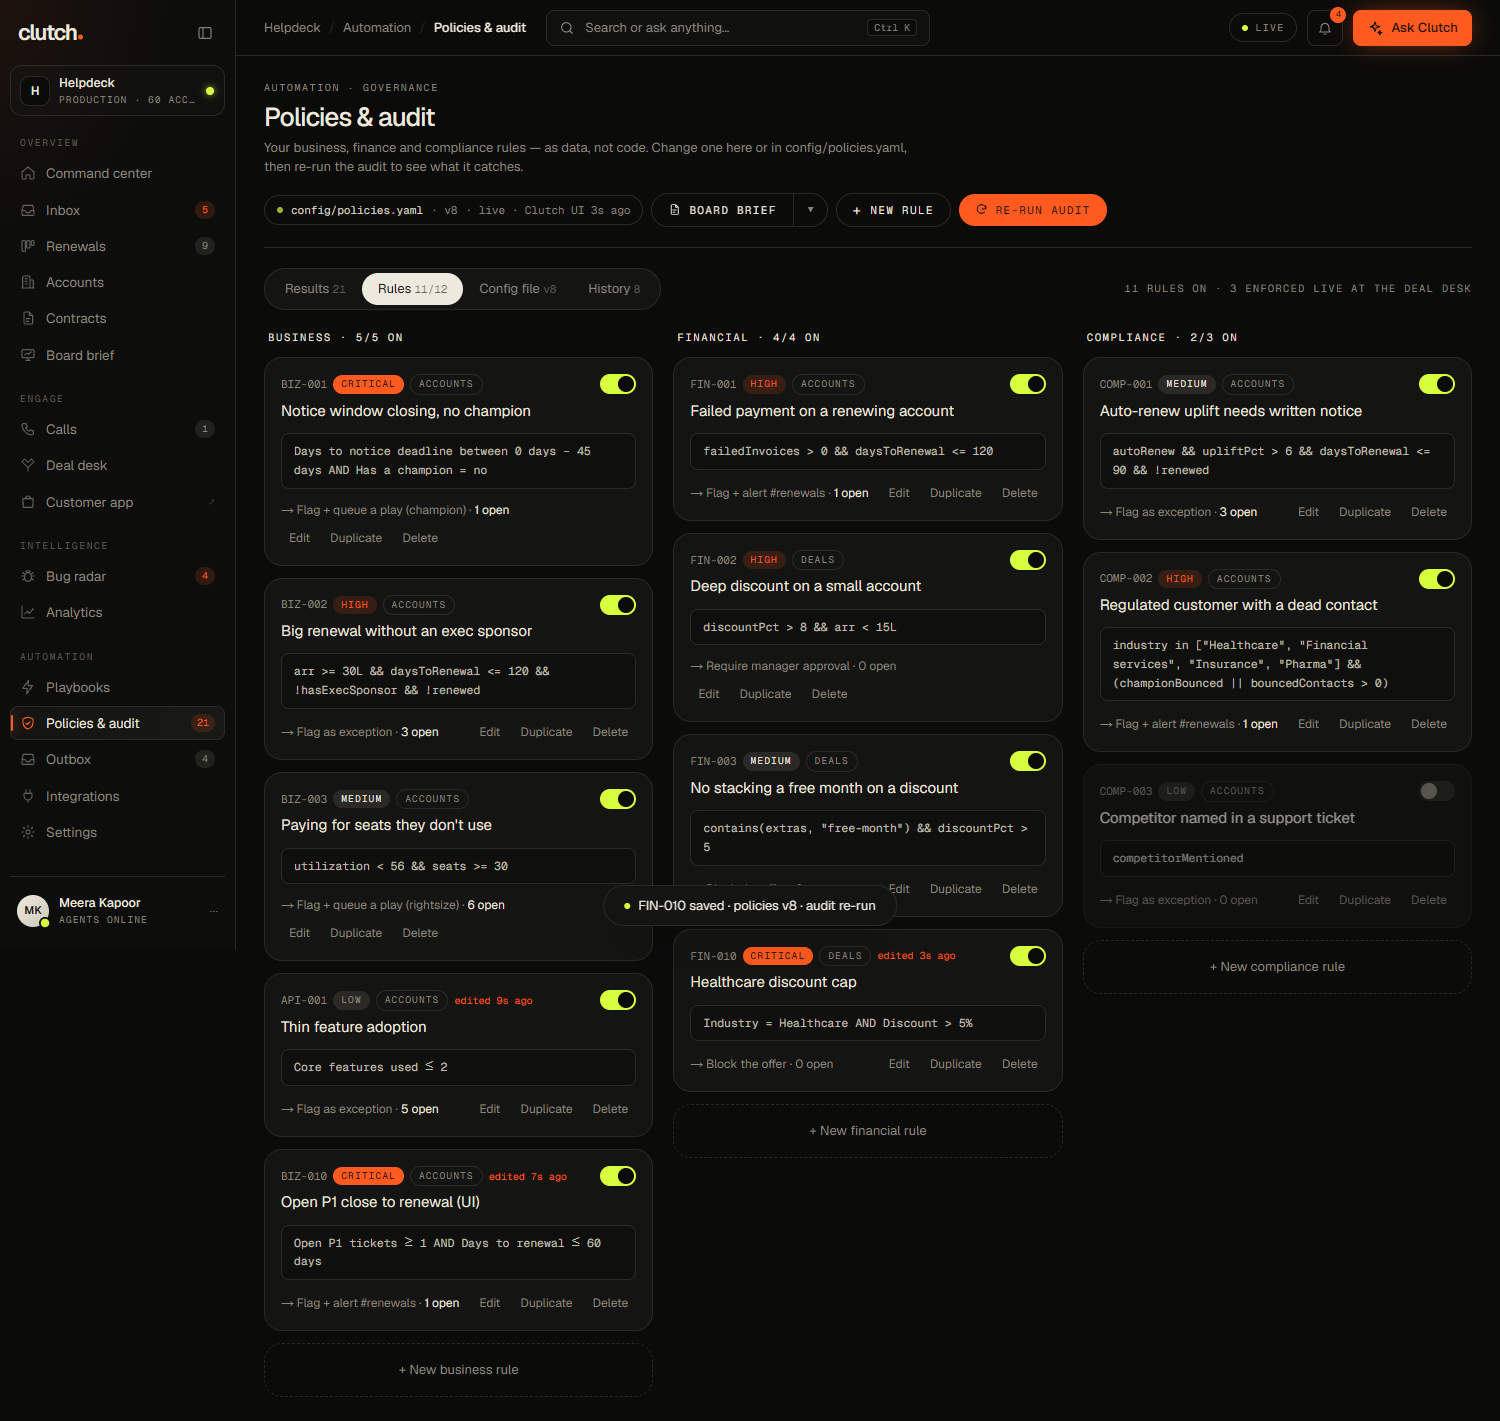 clutch.
H
Helpdeck
PRODUCTION · 60 ACC…
OVERVIEW
Command center
Inbox 5
Renewals 9
Accounts
Contracts
Board brief
ENGAGE
Calls 1
Deal desk
Customer app ↗
INTELLIGENCE
Bug radar 4
Analytics
AUTOMATION
Playbooks
Policies & audit 21
Outbox 4
Integrations
Settings
MK
Meera Kapoor
AGENTS ONLINE
…
Helpdeck / Automation / Policies & audit
Search or ask anything… Ctrl K
LIVE
4
Ask Clutch
AUTOMATION · GOVERNANCE
Policies & audit
Your business, finance and compliance rules — as data, not code. Change one here or in config/policies.yaml,
then re-run the audit to see what it catches.
config/policies.yaml · v8 · live · Clutch UI 3s ago
BOARD BRIEF ▼
+ NEW RULE
RE-RUN AUDIT
Results 21 Rules 11/12 Config file v8 History 8
11 RULES ON · 3 ENFORCED LIVE AT THE DEAL DESK
BUSINESS · 5/5 ON
BIZ-001 CRITICAL ACCOUNTS
Notice window closing, no champion
Days to notice deadline between 0 days – 45
days AND Has a champion = no
→ Flag + queue a play (champion) · 1 open
Edit Duplicate Delete
BIZ-002 HIGH ACCOUNTS
Big renewal without an exec sponsor
arr >= 30L && daysToRenewal <= 120 &&
!hasExecSponsor && !renewed
→ Flag as exception · 3 open Edit Duplicate Delete
BIZ-003 MEDIUM ACCOUNTS
Paying for seats they don't use
utilization < 56 && seats >= 30
→ Flag + queue a play (rightsize) · 6 open
Edit Duplicate Delete
API-001 LOW ACCOUNTS edited 9s ago
Thin feature adoption
Core features used ≤ 2
→ Flag as exception · 5 open Edit Duplicate Delete
BIZ-010 CRITICAL ACCOUNTS edited 7s ago
Open P1 close to renewal (UI)
Open P1 tickets ≥ 1 AND Days to renewal ≤ 60
days
→ Flag + alert #renewals · 1 open Edit Duplicate Delete
+ New business rule
FINANCIAL · 4/4 ON
FIN-001 HIGH ACCOUNTS
Failed payment on a renewing account
failedInvoices > 0 && daysToRenewal <= 120
→ Flag + alert #renewals · 1 open Edit Duplicate Delete
FIN-002 HIGH DEALS
Deep discount on a small account
discountPct > 8 && arr < 15L
→ Require manager approval · 0 open
Edit Duplicate Delete
FIN-003 MEDIUM DEALS
No stacking a free month on a discount
contains(extras, "free-month") && discountPct >
5
Edit Duplicate Delete
FIN-010 saved · policies v8 · audit re-run
FIN-010 CRITICAL DEALS edited 3s ago
Healthcare discount cap
Industry = Healthcare AND Discount > 5%
→ Block the offer · 0 open Edit Duplicate Delete
+ New financial rule
COMPLIANCE · 2/3 ON
COMP-001 MEDIUM ACCOUNTS
Auto-renew uplift needs written notice
autoRenew && upliftPct > 6 && daysToRenewal <=
90 && !renewed
→ Flag as exception · 3 open Edit Duplicate Delete
COMP-002 HIGH ACCOUNTS
Regulated customer with a dead contact
industry in ["Healthcare", "Financial
services", "Insurance", "Pharma"] &&
(championBounced || bouncedContacts > 0)
→ Flag + alert #renewals · 1 open Edit Duplicate Delete
COMP-003 LOW ACCOUNTS
Competitor named in a support ticket
competitorMentioned
→ Flag as exception · 0 open Edit Duplicate Delete
+ New compliance rule